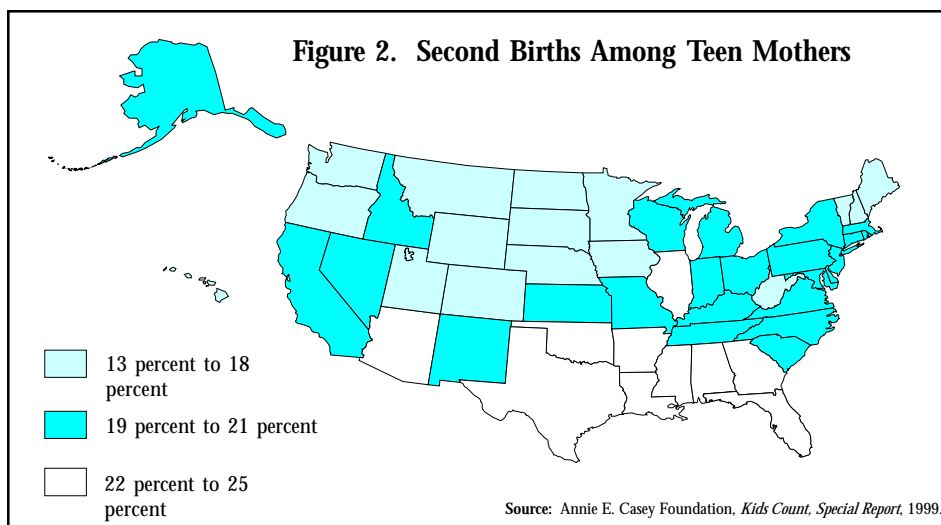 Figure 2. Second Births Among Teen Mothers
13 percent to 18
percent
19 percent to 21 percent
22 percent to 25
percent
Source: Annie E. Casey Foundation, Kids Count, Special Report, 1999.